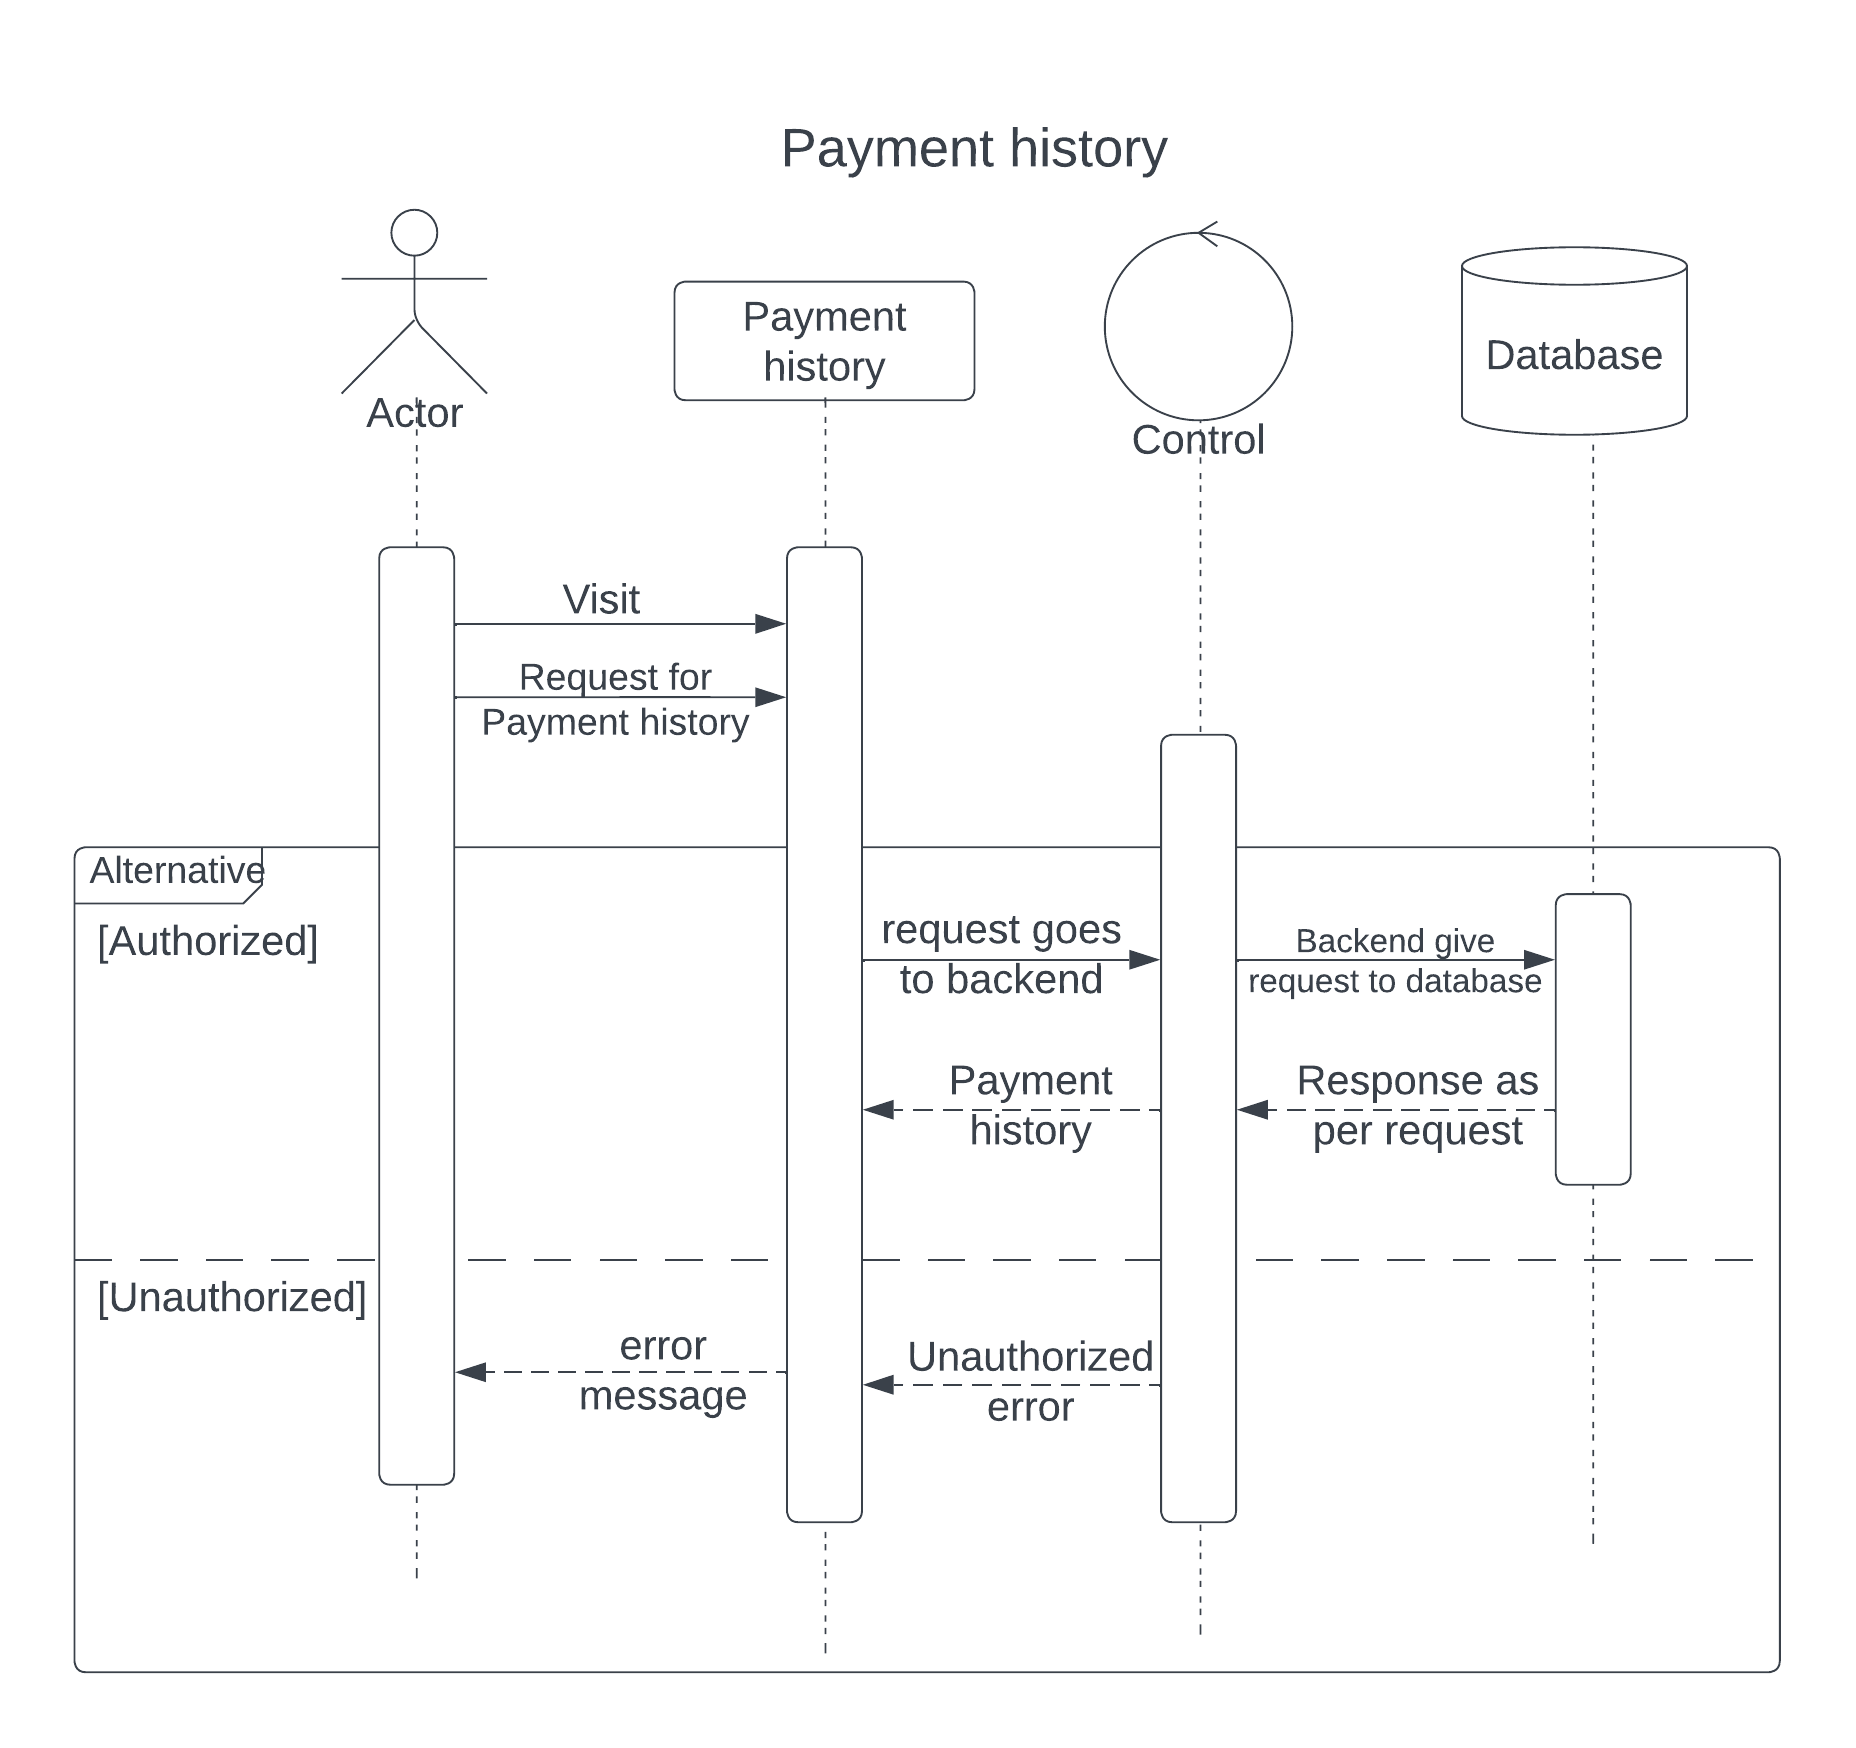 Payment history
Actor
Payment
history
Control
Database
Visit
Request for
Payment history
Alternative
[Authorized]
request goes
to backend
Backend give
request to database
Payment
history
Response as
per request
[Unauthorized]
error
message
Unauthorized
error